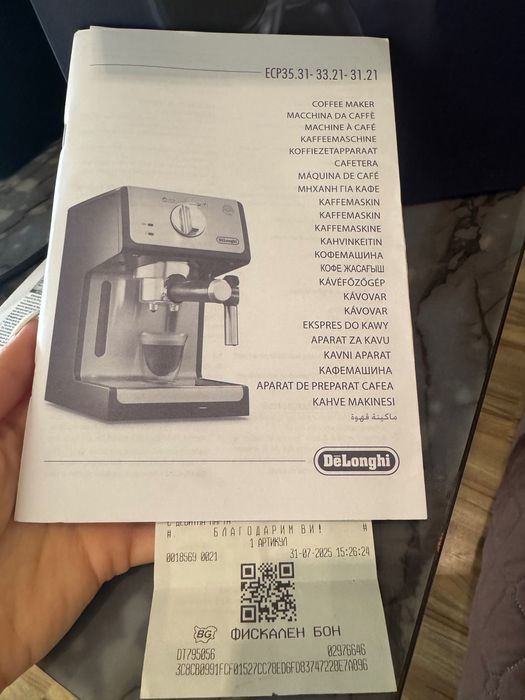 ECP35.31- 33.21- 31.21
COFFEE MAKER
MACCHINA DA CAFFÈ
MACHINE À CAFÉ
KAFFEEMASCHINE
KOFFIEZETAPPARAAT
CAFETERA
MÁQUINA DE CAFÉ
ΜΗΧΑΝΗ ΓΙΑ ΚΑΦΕ
KAFFEMASKIN
KAFFEMASKIN
KAFFEMASKINE
KAHVINKEITIN
КОФЕМАШИНА
КОФЕ ЖАСАҒЫШ
KÁVÉFŐZŐGÉP
KÁVOVAR
KÁVOVAR
EKSPRES DO KAWY
APARAT ZA KAVU
KAVNI APARAT
КАФЕМАШИНА
APARAT DE PREPARAT CAFEA
KAHVE MAKINESI
ماكينة قهوة
DeLonghi
DeLonghi
# БЛАГОДАРИМ ВИ! #
1 АРТИКУЛ
0018569 0021 31-07-2025 15:26:24
BG ФИСКАЛЕН БОН
DT795056 02976646